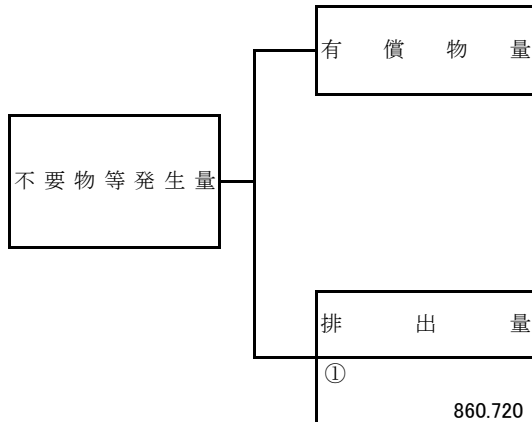 有償物量
不要物等発生量
排出量
①
860.720